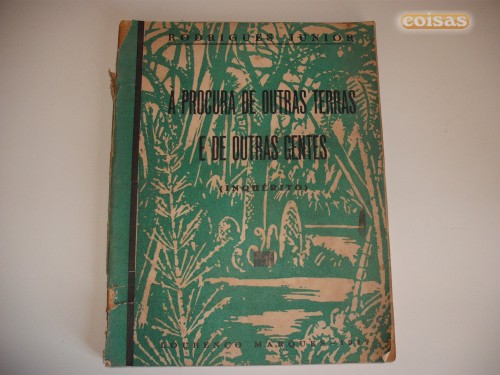 coisas
RODRIGUES JUNIOR
À PROCURA DE OUTRAS TERRAS
E DE OUTRAS GENTES
(INQUÉRITO)
LOURENÇO MARQUES